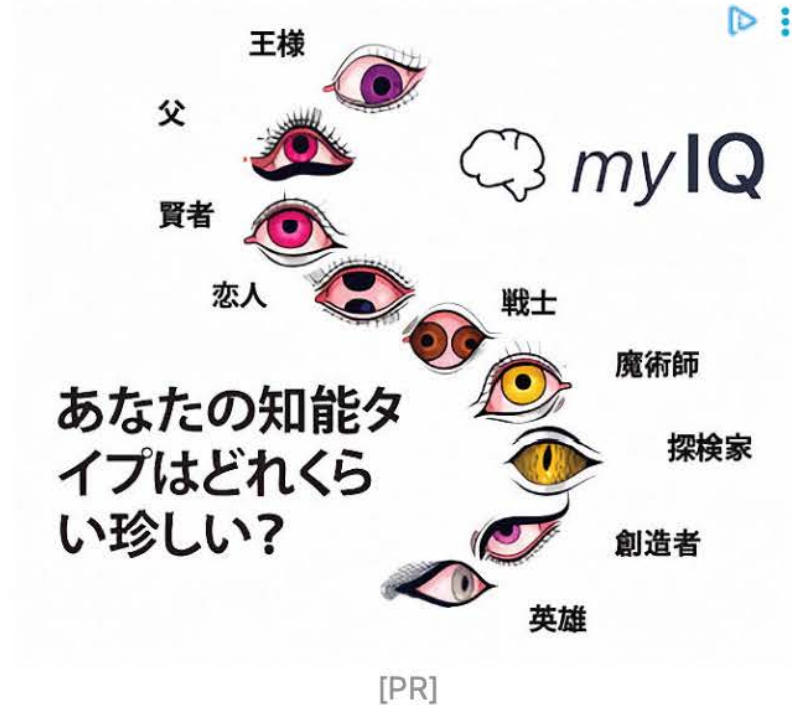 王様
父
myIQ
賢者
恋人
戦士
魔術師
あなたの知能タ
イプはどれくら
い珍しい?
探検家
創造者
英雄
[PR]